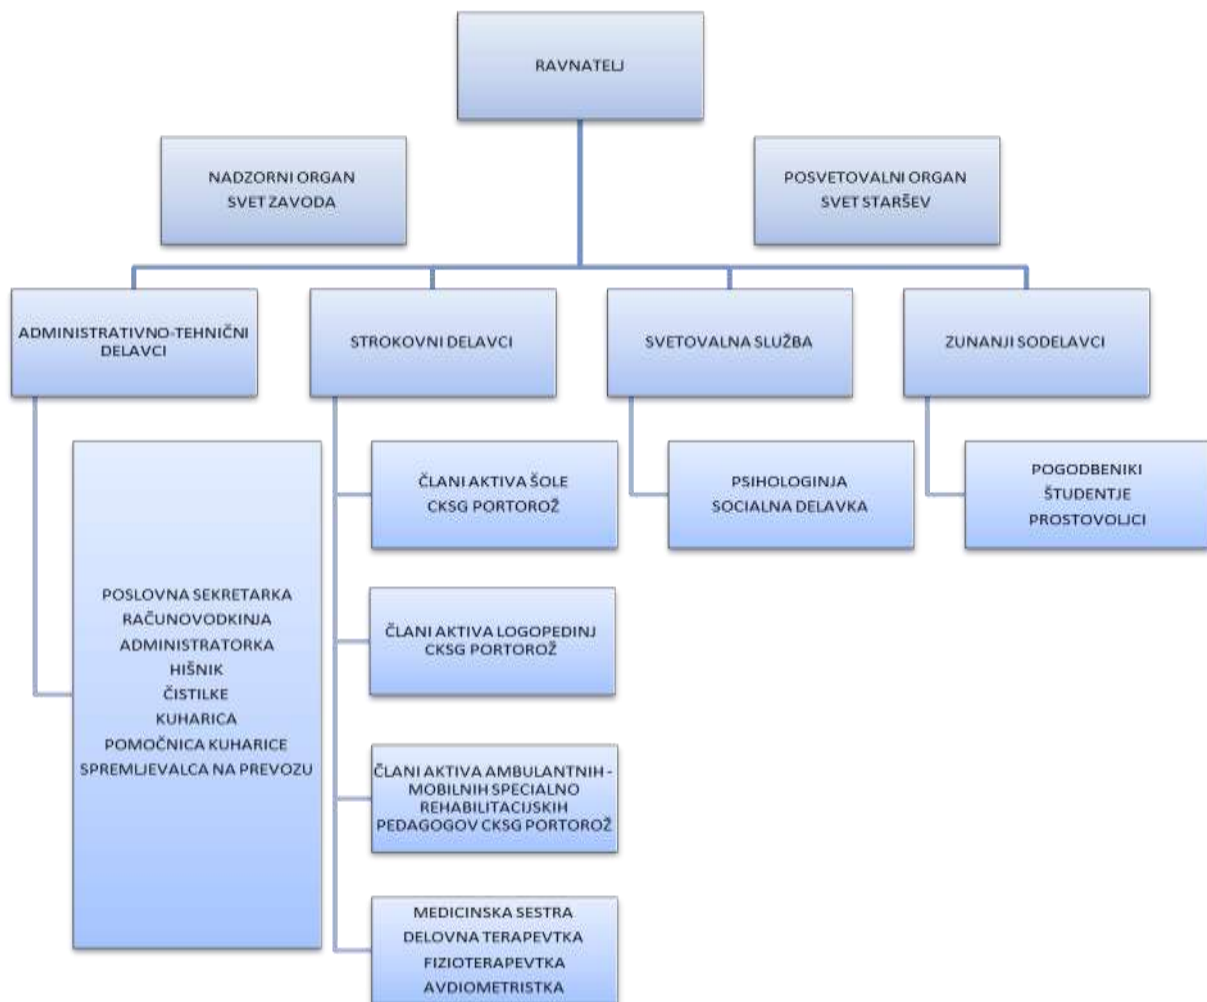 RAVNATELJ
NADZORNI ORGAN
SVET ZAVODA
POSVETOVALNI ORGAN
SVET STARŠEV
ADMINISTRATIVNO-TEHNIČNI
DELAVCI
STROKOVNI DELAVCI
SVETOVALNA SLUŽBA
ZUNANJI SODELAVCI
POSLOVNA SEKRETARKA
RAČUNOVODKINJA
ADMINISTRATORKA
HIŠNIK
ČISTILKE
KUHARICA
POMOČNICA KUHARICE
SPREMLJEVALCA NA PREVOZU
ČLANI AKTIVA ŠOLE
CKSG PORTOROŽ
ČLANI AKTIVA LOGOPEDINJ
CKSG PORTOROŽ
ČLANI AKTIVA AMBULANTNIH -
MOBILNIH SPECIALNO
REHABILITACIJSKIH
PEDAGOGOV CKSG PORTOROŽ
MEDICINSKA SESTRA
DELOVNA TERAPEVTKA
FIZIOTERAPEVTKA
AVDIOMETRISTKA
PSIHOLOGINJA
SOCIALNA DELAVKA
POGODBENIKI
ŠTUDENTJE
PROSTOVOLJCI